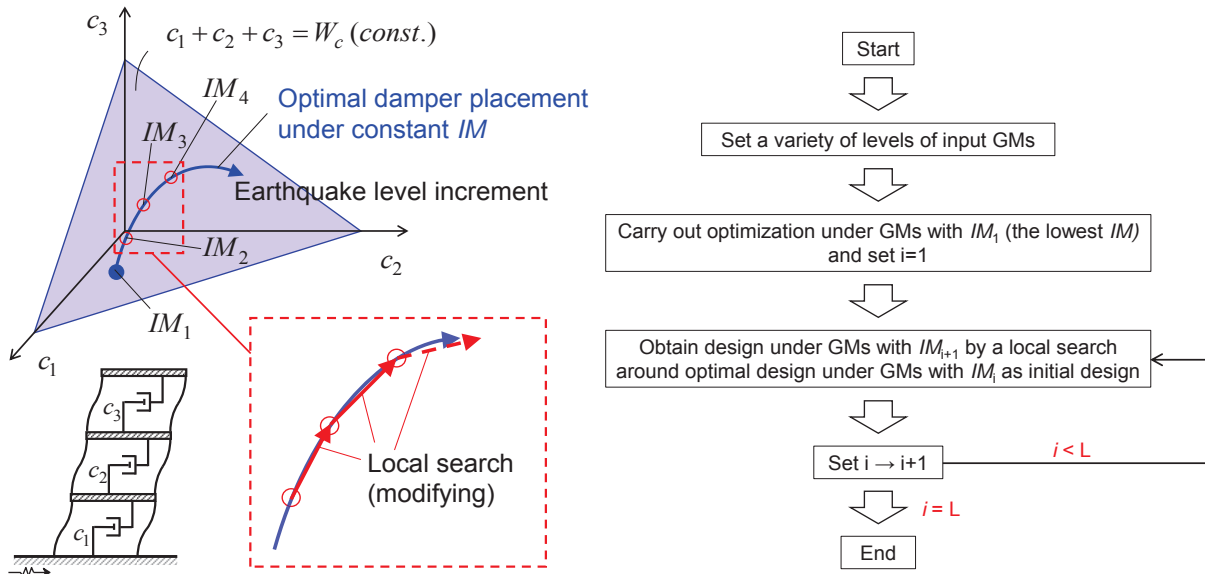 c₃
c₁ + c₂ + c₃ = W_c (const.)
IM₄
Optimal damper placement
under constant IM
IM₃
Earthquake level increment
IM₂
c₂
IM₁
c₁
c₃
c₂
c₁
Local search
(modifying)
Start
Set a variety of levels of input GMs
Carry out optimization under GMs with IM₁ (the lowest IM)
and set i=1
Obtain design under GMs with IMᵢ₊₁ by a local search
around optimal design under GMs with IMᵢ as initial design
Set i → i+1
i < L
i = L
End